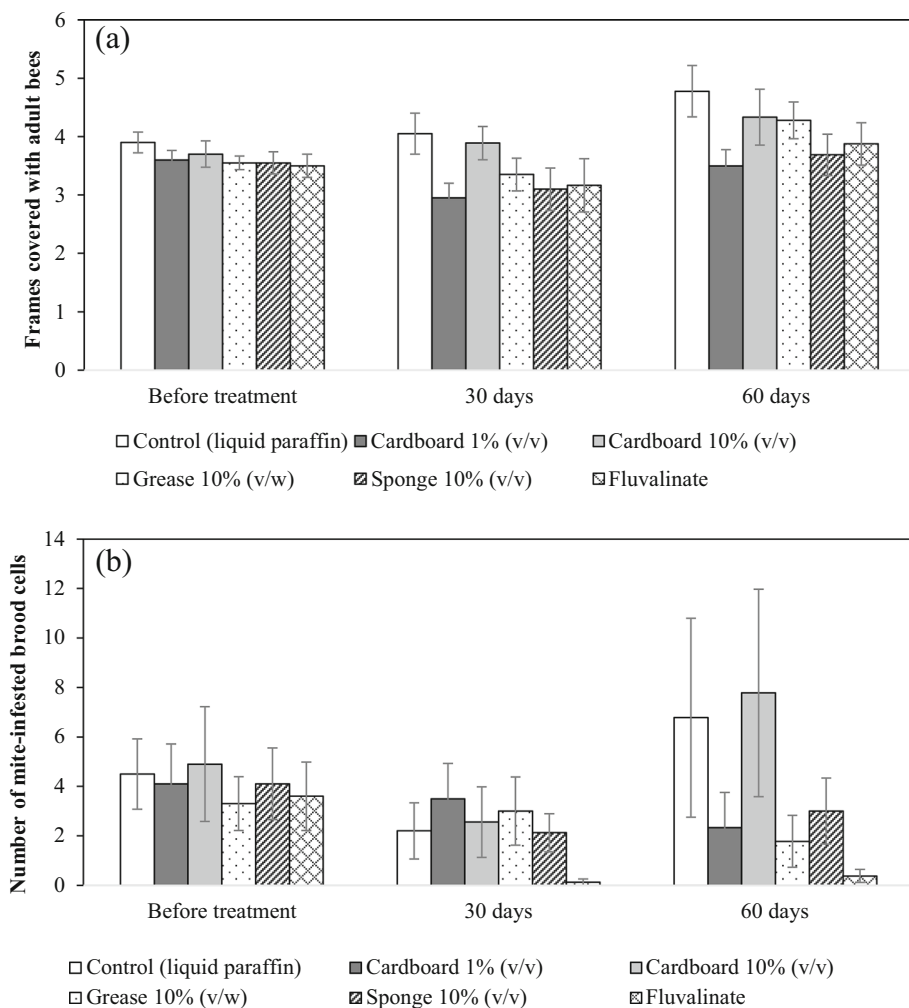 (a)
6
5
4
3
2
1
0
Frames covered with adult bees
Before treatment 30 days 60 days
Control (liquid paraffin) Cardboard 1% (v/v) Cardboard 10% (v/v)
Grease 10% (v/w) Sponge 10% (v/v) Fluvalinate
(b)
14
12
10
8
6
4
2
0
Number of mite-infested brood cells
Before treatment 30 days 60 days
Control (liquid paraffin) Cardboard 1% (v/v) Cardboard 10% (v/v)
Grease 10% (v/w) Sponge 10% (v/v) Fluvalinate